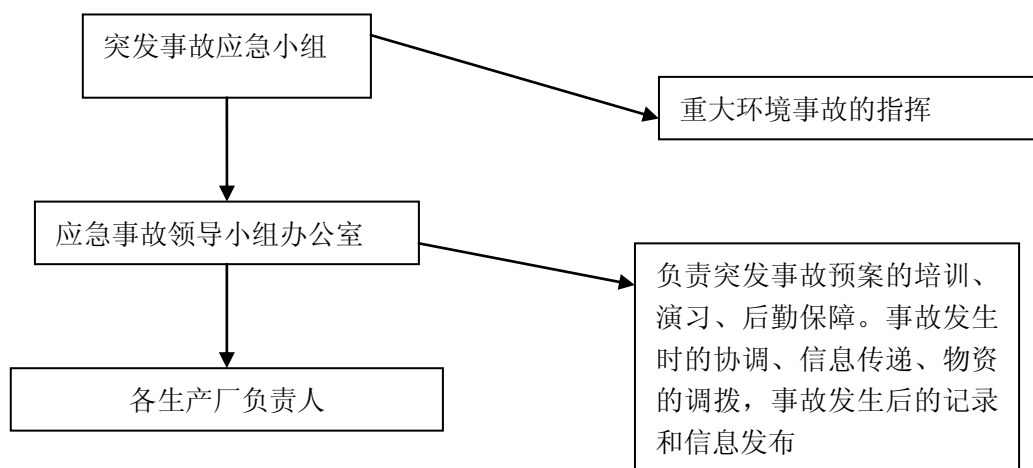 突发事故应急小组
重大环境事故的指挥
应急事故领导小组办公室
负责突发事故预案的培训、
演习、后勤保障。事故发生
时的协调、信息传递、物资
的调拨，事故发生后的记录
和信息发布
各生产厂负责人